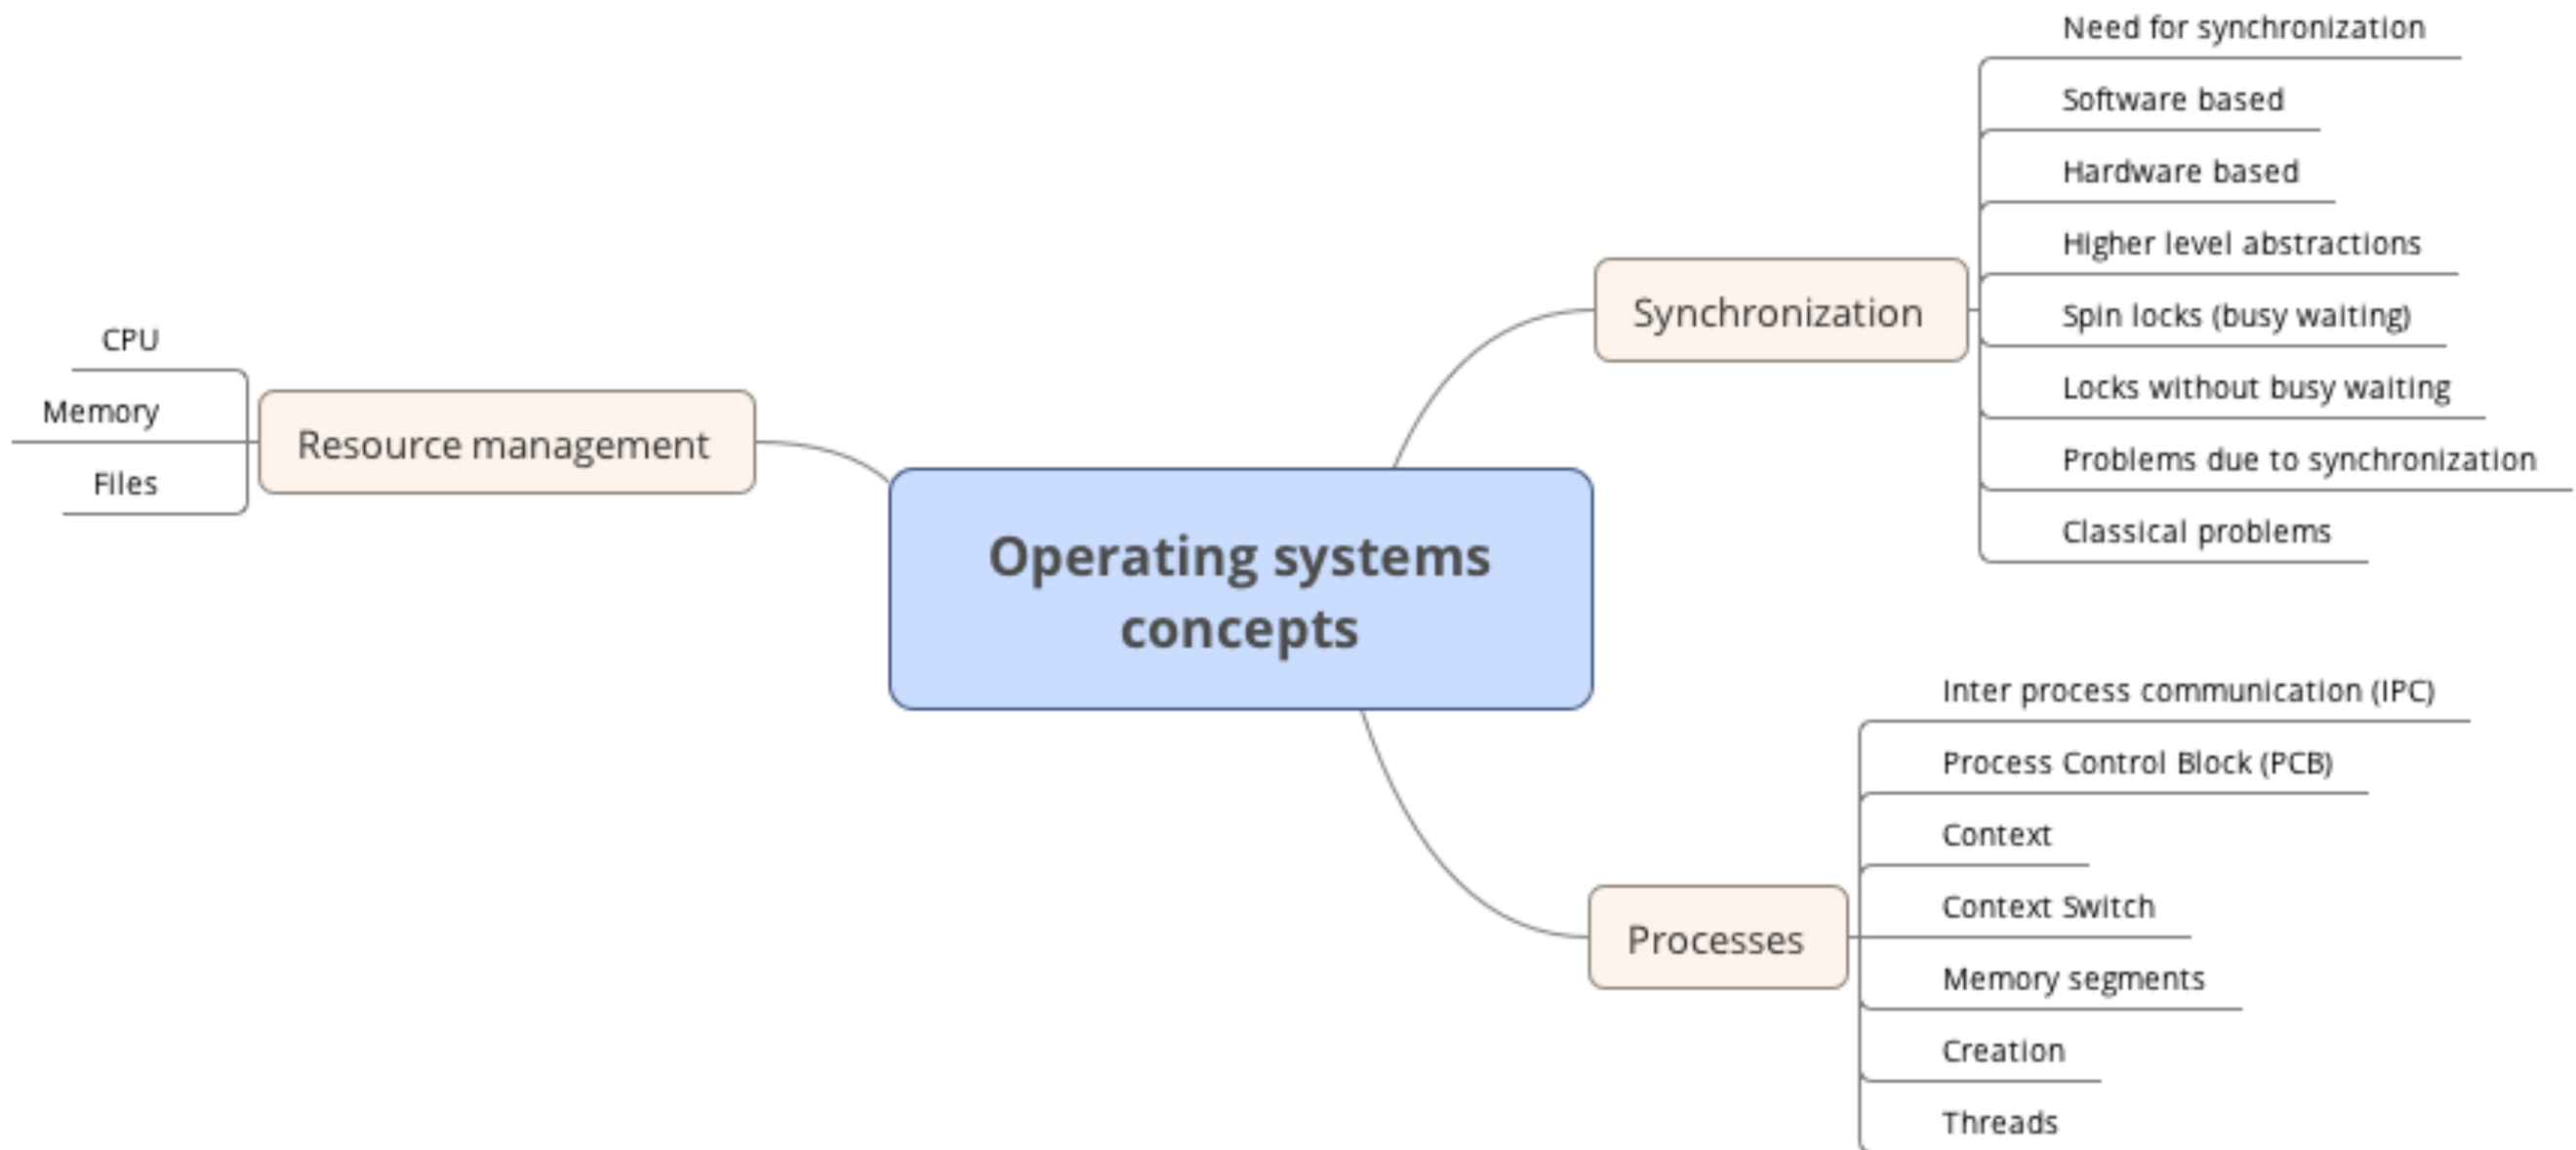 Need for synchronization
Software based
Hardware based
Higher level abstractions
Spin locks (busy waiting)
Locks without busy waiting
Problems due to synchronization
Classical problems
Synchronization
CPU
Memory
Files
Resource management
Operating systems
concepts
Inter process communication (IPC)
Process Control Block (PCB)
Context
Context Switch
Memory segments
Creation
Threads
Processes